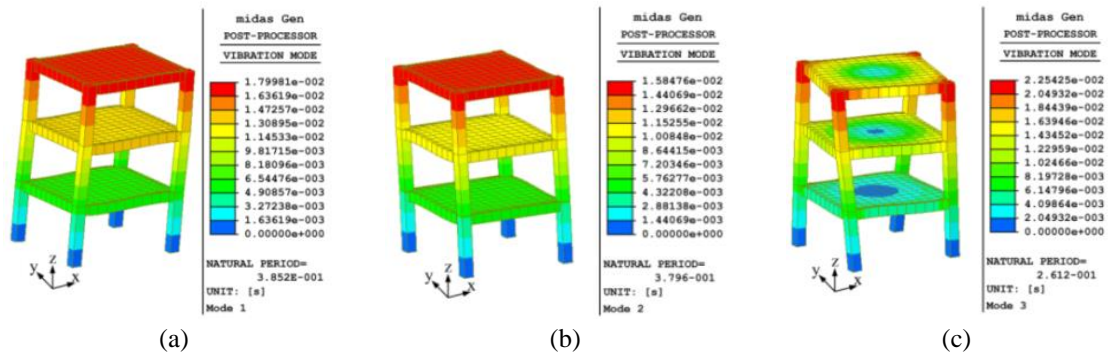 midas Gen
POST-PROCESSOR
VIBRATION MODE
1.79981e-002
1.63619e-002
1.47257e-002
1.30895e-002
1.14533e-002
9.81715e-003
8.18096e-003
6.54476e-003
4.90857e-003
3.27238e-003
1.63619e-003
0.00000e+000
NATURAL PERIOD=
3.852E-001
UNIT: [s]
Mode 1
y z x
(a)
midas Gen
POST-PROCESSOR
VIBRATION MODE
1.58476e-002
1.44069e-002
1.29662e-002
1.15255e-002
1.00848e-002
8.64415e-003
7.20346e-003
5.76277e-003
4.32208e-003
2.88138e-003
1.44069e-003
0.00000e+000
NATURAL PERIOD=
3.796-001
UNIT: [s]
Mode 2
y z x
(b)
midas Gen
POST-PROCESSOR
VIBRATION MODE
2.25425e-002
2.04932e-002
1.84439e-002
1.63946e-002
1.43452e-002
1.22959e-002
1.02466e-002
8.19728e-003
6.14796e-003
4.09864e-003
2.04932e-003
0.00000e+000
NATURAL PERIOD=
2.612-001
UNIT: [s]
Mode 3
y z x
(c)